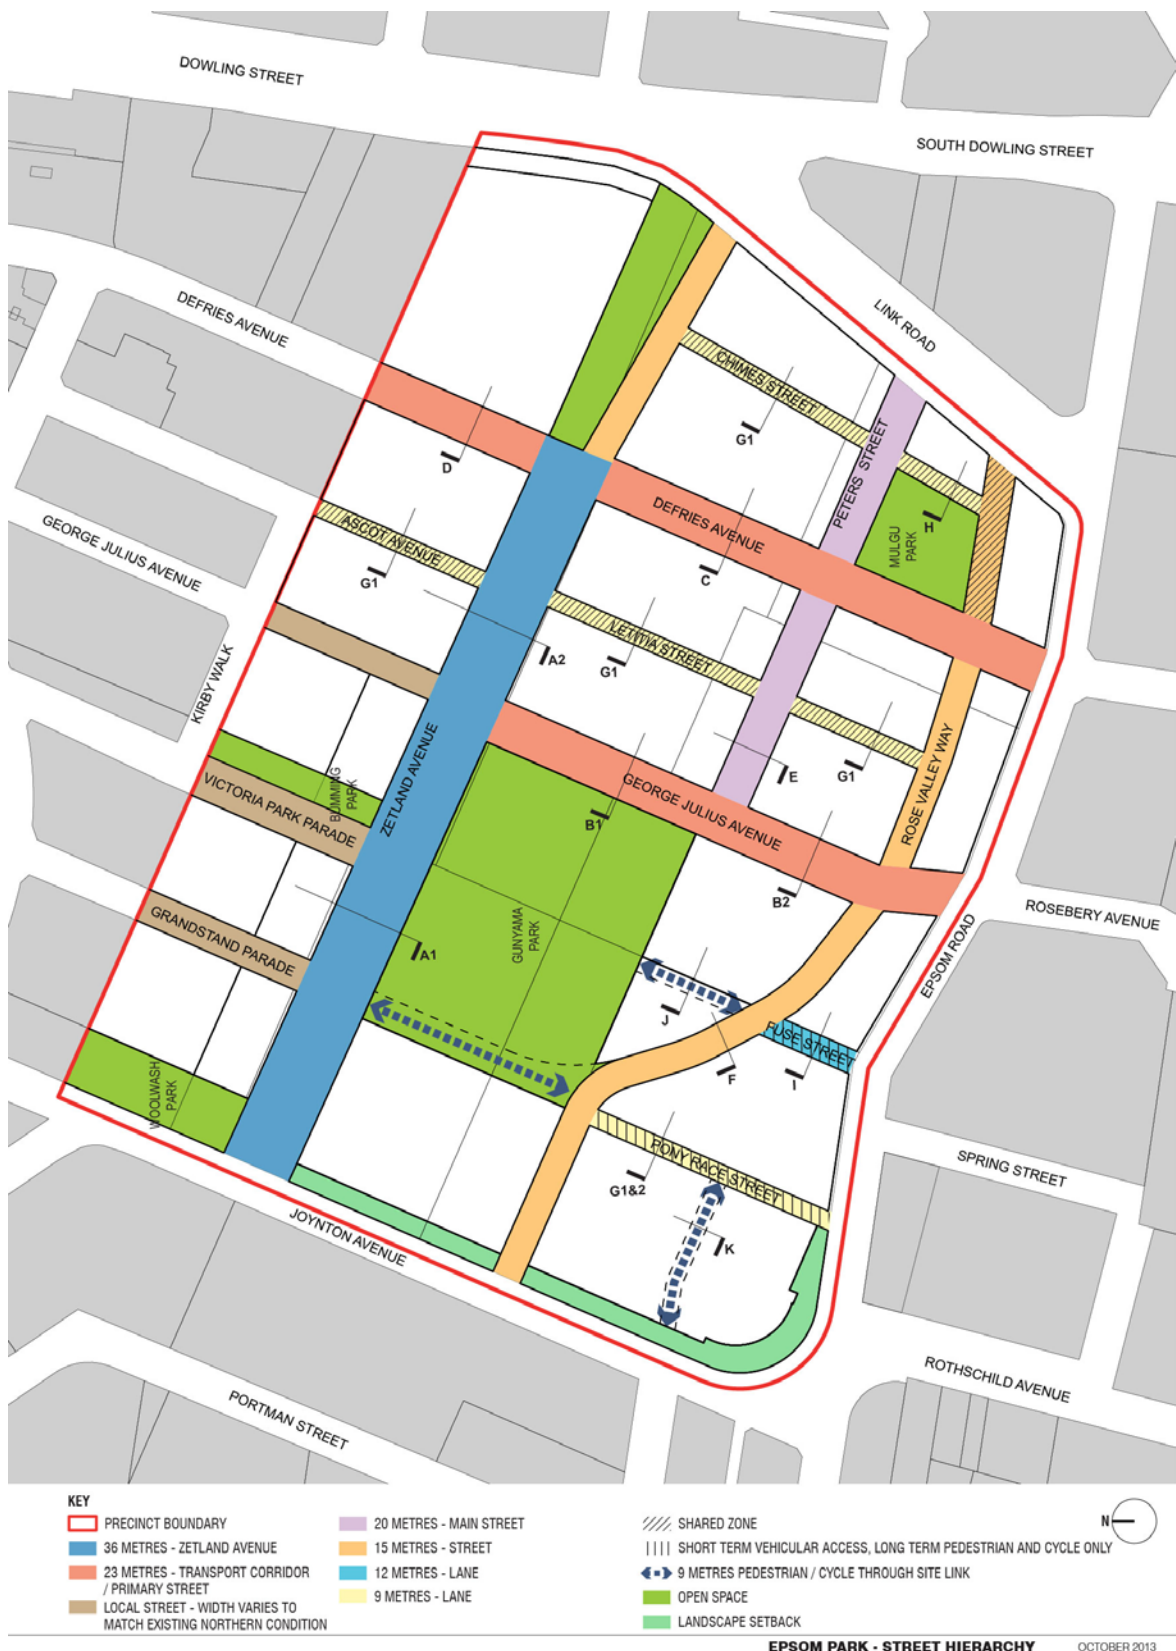 DOWLING STREET
SOUTH DOWLING STREET
DEFRIES AVENUE
LINK ROAD
CHIMES STREET
G1
PETERS STREET
D
H
MULGU
PARK
DEFRIES AVENUE
GEORGE JULIUS AVENUE
ASCOT AVENUE
G1
C
LETITIA STREET
A2
G1
KIRBY WALK
E
G1
ROSE VALLEY WAY
ZETLAND AVENUE
VICTORIA PARK PARADE
PARK
GEORGE JULIUS AVENUE
B1
B2
GRANDSTAND PARADE
A1
GUNYAMA
PARK
ROSEBERY AVENUE
EPSOM ROAD
J
FUSE STREET
F
I
WOOLWASH
PARK
PONY RACE STREET
SPRING STREET
G1&2
K
JOYNTON AVENUE
ROTHSCHILD AVENUE
PORTMAN STREET
KEY
PRECINCT BOUNDARY
36 METRES - ZETLAND AVENUE
23 METRES - TRANSPORT CORRIDOR
/ PRIMARY STREET
LOCAL STREET - WIDTH VARIES TO
MATCH EXISTING NORTHERN CONDITION
20 METRES - MAIN STREET
15 METRES - STREET
12 METRES - LANE
9 METRES - LANE
SHARED ZONE
SHORT TERM VEHICULAR ACCESS, LONG TERM PEDESTRIAN AND CYCLE ONLY
9 METRES PEDESTRIAN / CYCLE THROUGH SITE LINK
OPEN SPACE
LANDSCAPE SETBACK
N
EPSOM PARK - STREET HIERARCHY
OCTOBER 2013